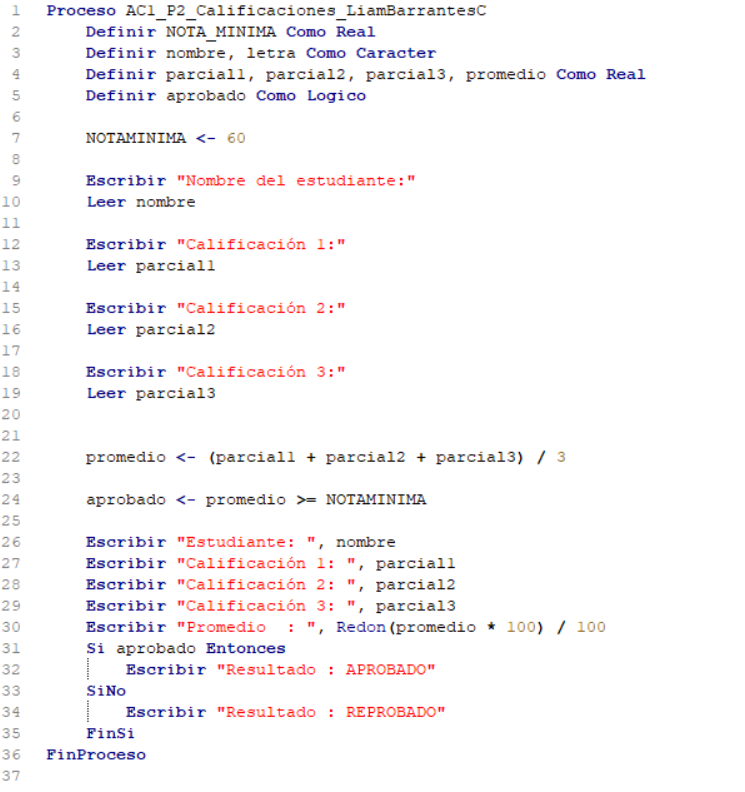 1 Proceso AC1_P2_Calificaciones_LiamBarrantesC
2 Definir NOTA_MINIMA Como Real
3 Definir nombre, letra Como Caracter
4 Definir parcial1, parcial2, parcial3, promedio Como Real
5 Definir aprobado Como Logico
6
7 NOTAMINIMA <- 60
8
9 Escribir "Nombre del estudiante:"
10 Leer nombre
11
12 Escribir "Calificación 1:"
13 Leer parcial1
14
15 Escribir "Calificación 2:"
16 Leer parcial2
17
18 Escribir "Calificación 3:"
19 Leer parcial3
20
21
22 promedio <- (parcial1 + parcial2 + parcial3) / 3
23
24 aprobado <- promedio >= NOTAMINIMA
25
26 Escribir "Estudiante: ", nombre
27 Escribir "Calificación 1: ", parcial1
28 Escribir "Calificación 2: ", parcial2
29 Escribir "Calificación 3: ", parcial3
30 Escribir "Promedio  : ", Redon(promedio * 100) / 100
31 Si aprobado Entonces
32 Escribir "Resultado : APROBADO"
33 SiNo
34 Escribir "Resultado : REPROBADO"
35 FinSi
36 FinProceso
37